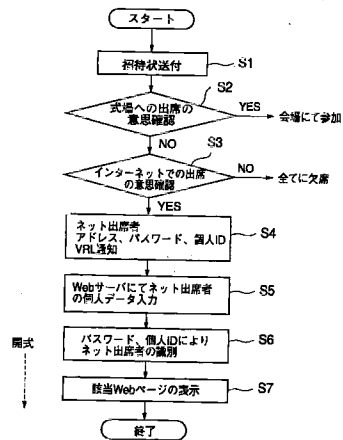 スタート
招待状送付
S1
式場への出席の
意思確認
S2
YES
会場にて参加
NO
インターネットでの出席
の意思確認
S3
NO
全てに欠席
YES
ネット出席者
アドレス、パスワード、個人ID
VRL通知
S4
Webサーバにてネット出席者
の個人データ入力
S5
開式
パスワード、個人IDにより
ネット出席者の識別
S6
該当Webページの表示
S7
終了